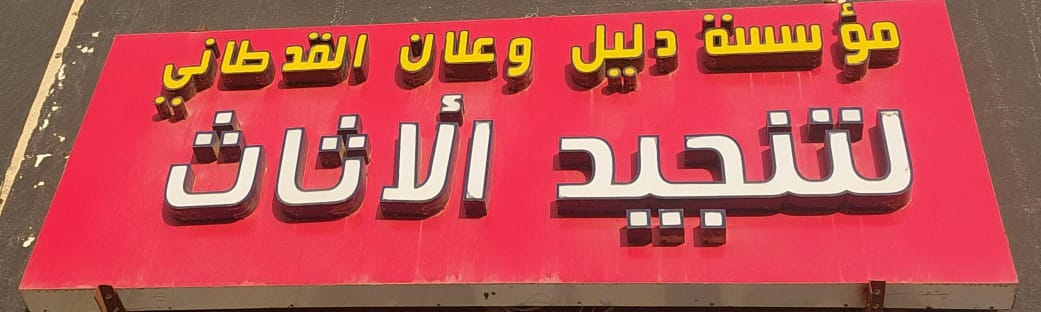 مؤسسة دليل وعلان القحطاني
لتنجيد الأثاث